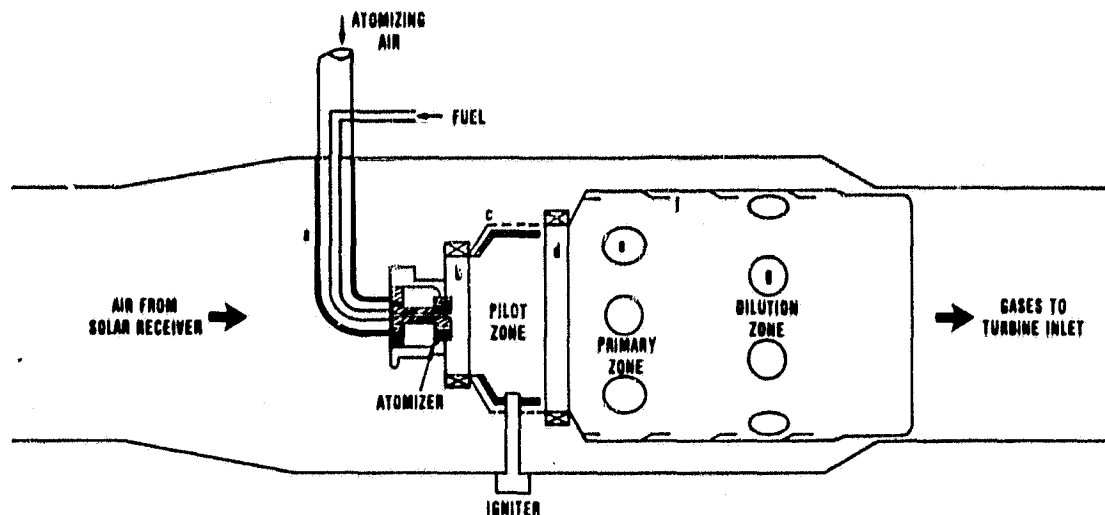 ATOMIZING
AIR
FUEL
c
d
b
AIR FROM
SOLAR RECEIVER
PILOT
ZONE
PRIMARY
ZONE
DILUTION
ZONE
GASES TO
TURBINE INLET
ATOMIZER
IGNITER